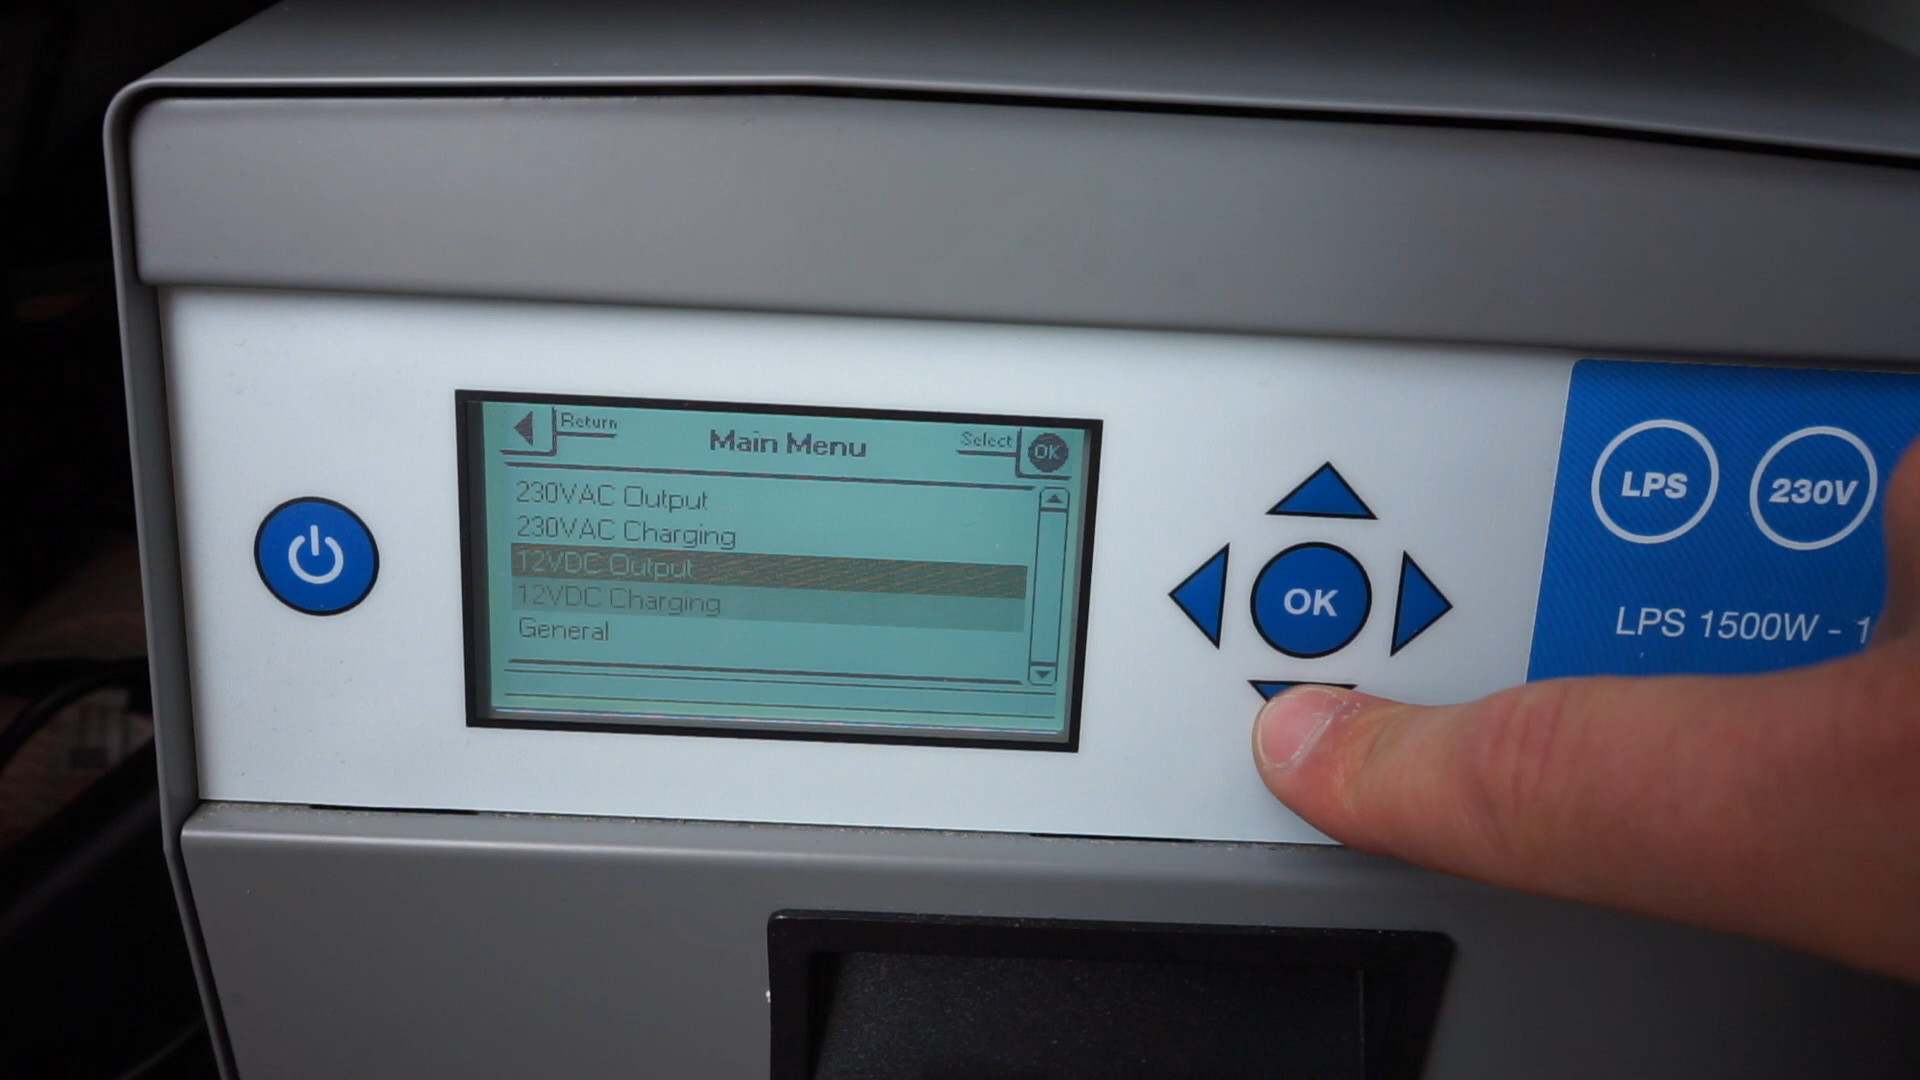 Return
Main Menu
Select
OK
230VAC Output
230VAC Charging
12VDC Output
12VDC Charging
General
OK
LPS
230V
LPS 1500W - 1